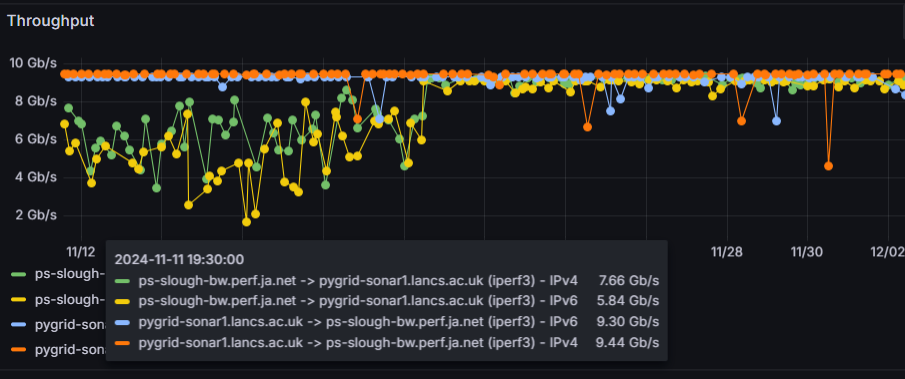 Throughput
10 Gb/s
8 Gb/s
6 Gb/s
4 Gb/s
2 Gb/s
11/12
11/28
11/30
12/02
2024-11-11 19:30:00
ps-slough-bw.perf.ja.net -> pygrid-sonar1.lancs.ac.uk (iperf3) - IPv4 7.66 Gb/s
ps-slough-bw.perf.ja.net -> pygrid-sonar1.lancs.ac.uk (iperf3) - IPv6 5.84 Gb/s
pygrid-sonar1.lancs.ac.uk -> ps-slough-bw.perf.ja.net (iperf3) - IPv6 9.30 Gb/s
pygrid-sonar1.lancs.ac.uk -> ps-slough-bw.perf.ja.net (iperf3) - IPv4 9.44 Gb/s
ps-slough-
ps-slough-
pygrid-son
pygrid-son